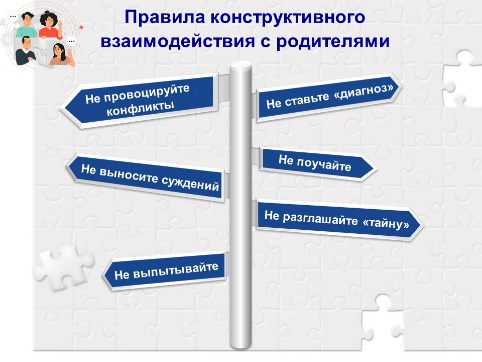 Правила конструктивного
взаимодействия с родителями
Не провоцируйте
конфликты
Не ставьте «диагноз»
Не выносите суждений
Не поучайте
Не разглашайте «тайну»
Не выпытывайте